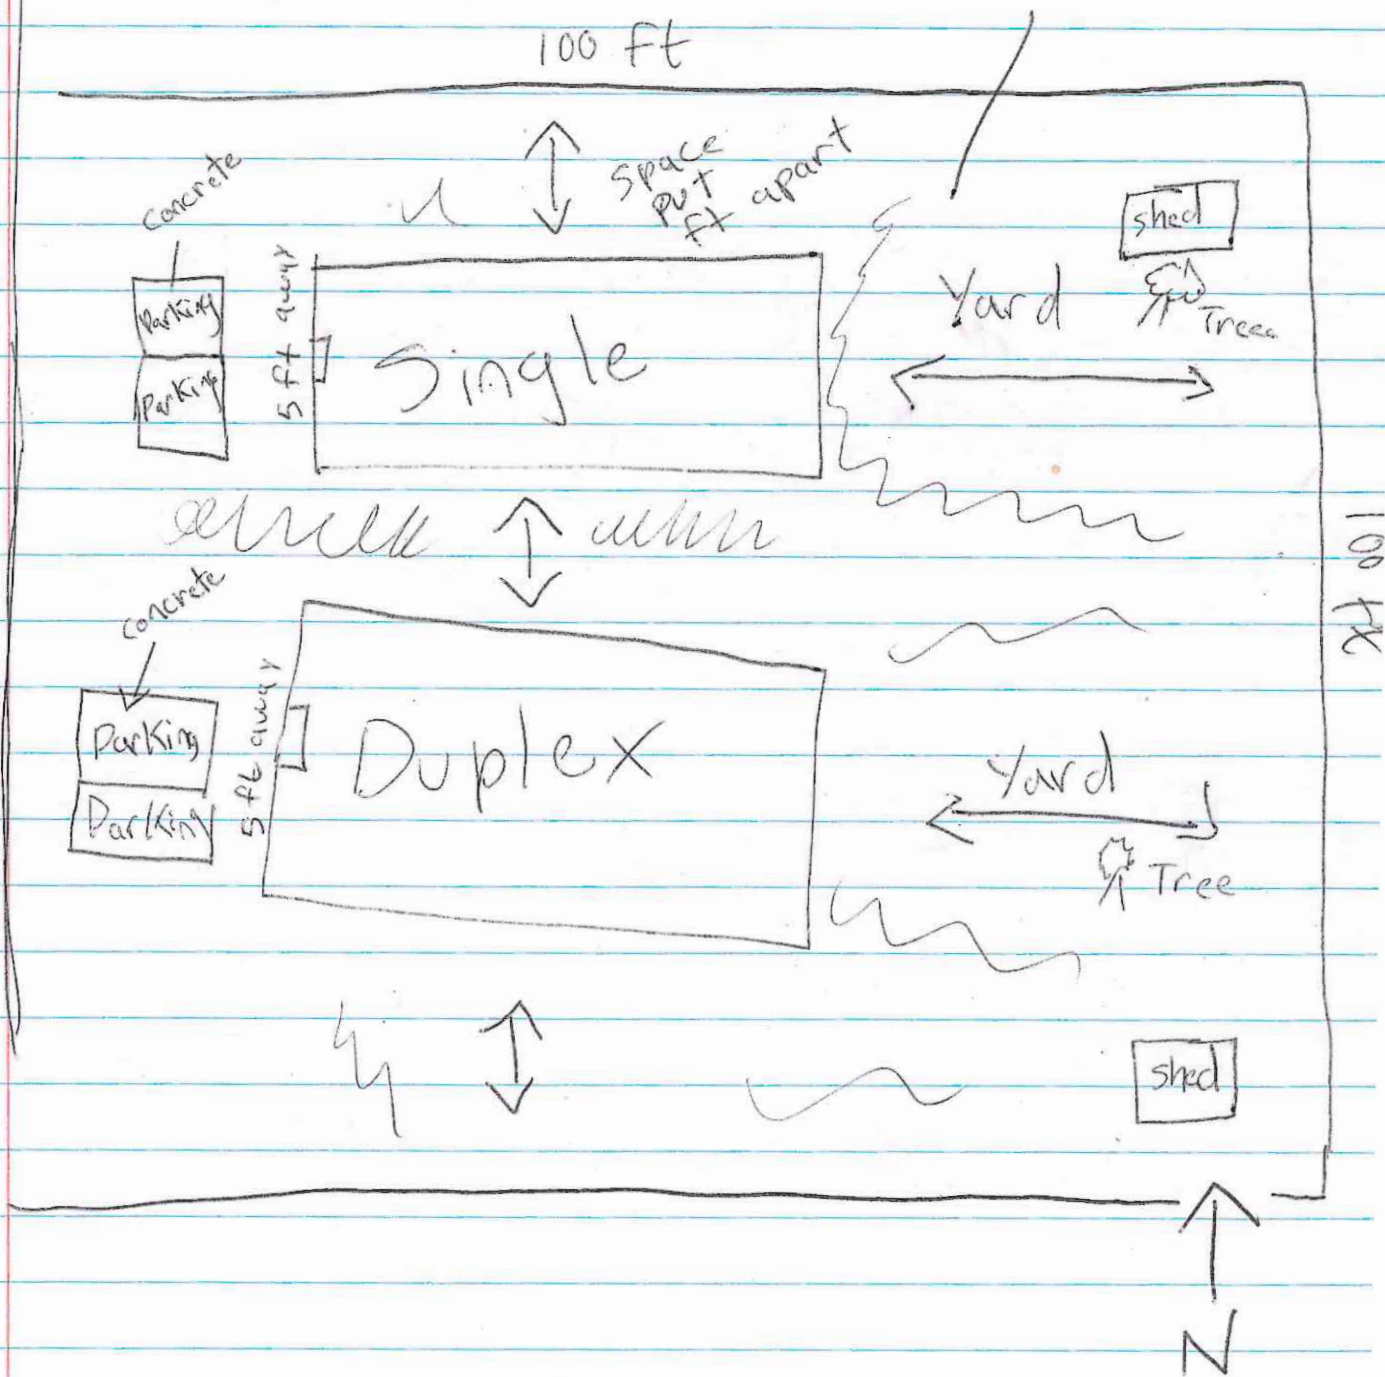 100 ft
concrete
space
put
ft apart
shed
Parking
Parking
5 ft away
Single
Yard
Treee
100 ft
concrete
Parking
Parking
5 ft away
Duplex
Yard
Tree
shed
N